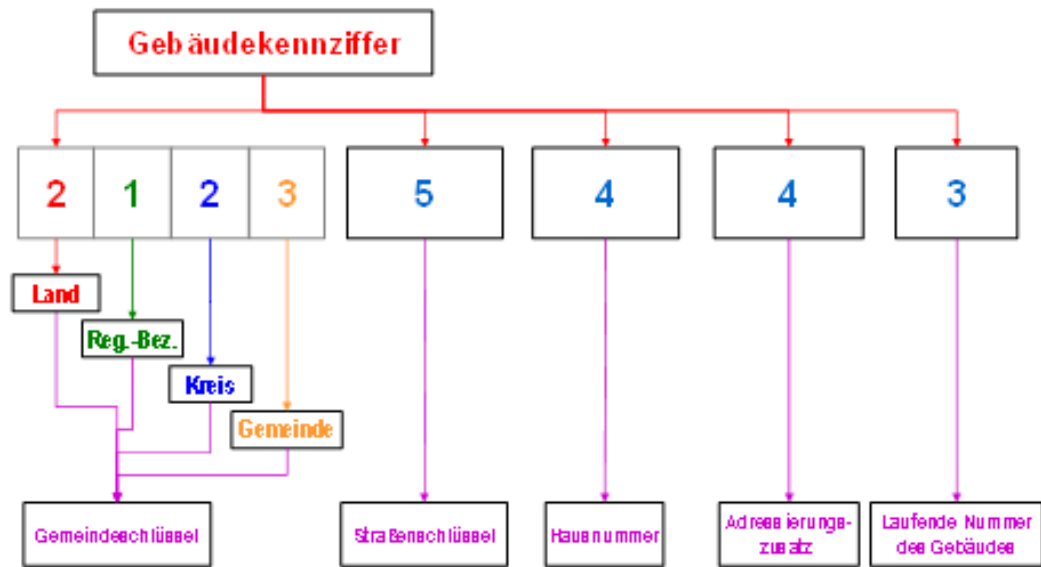 Gebäudekennziffer
2 1 2 3 5 4 4 3
Land
Reg.-Bez.
Kreis
Gemeinde
Gemeindeschlüssel
Straßenschlüssel
Hausnummer
Adressierungs-
zusatz
Laufende Nummer
des Gebäudes